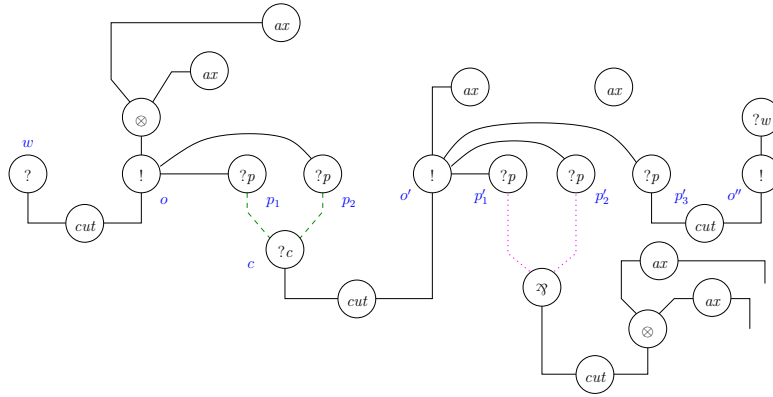 ax
ax
ax
ax
⊗
?w
w
?
!
?p
?p
!
?p
?p
?p
!
o
p₁
p₂
o′
p′₁
p′₂
p′₃
o″
cut
cut
?c
c
ax
⅋
cut
ax
⊗
cut